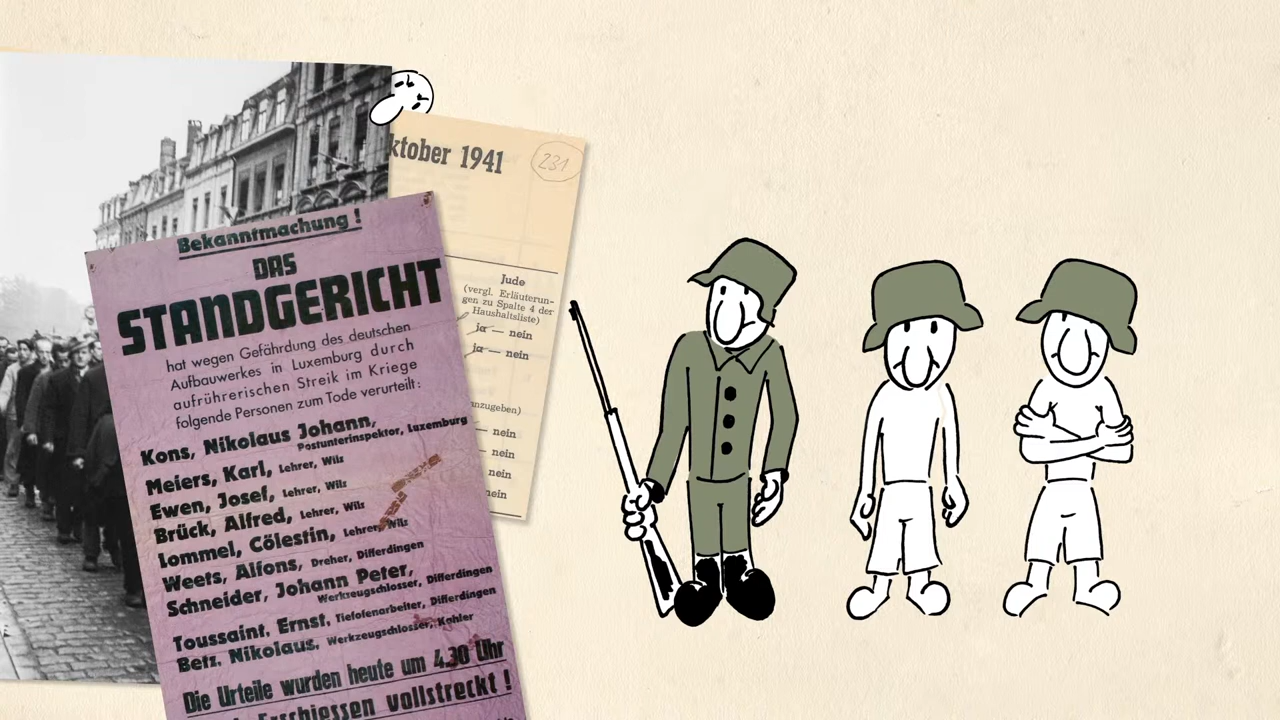 ktober 1941
231
Jude
(vergl. Erläuterun-
gen zu Spalte 4 der
Haushaltsliste)
ja — nein
ja — nein
nzugeben)
nein
nein
nein
nein
Bekanntmachung !
DAS
STANDGERICHT
hat wegen Gefährdung des deutschen
Aufbauwerkes in Luxemburg durch
aufrührerischen Streik im Kriege
folgende Personen zum Tode verurteilt:
Kons, Nikolaus Johann,
Postunterinspektor, Luxemburg
Meiers, Karl, Lehrer, Wilz
Ewen, Josef, Lehrer, Wilz
Brück, Alfred, Lehrer, Wilz
Lommel, Cölestin, Lehrer, Wilz
Weets, Alfons, Dreher, Differdingen
Schneider, Johann Peter,
Werkzeugschlosser, Differdingen
Toussaint, Ernst, Tiefofenarbeiter, Differdingen
Betz, Nikolaus, Werkzeugschlosser, Kahler
Die Urteile wurden heute um 4.30 Uhr
Erschiessen vollstreckt !